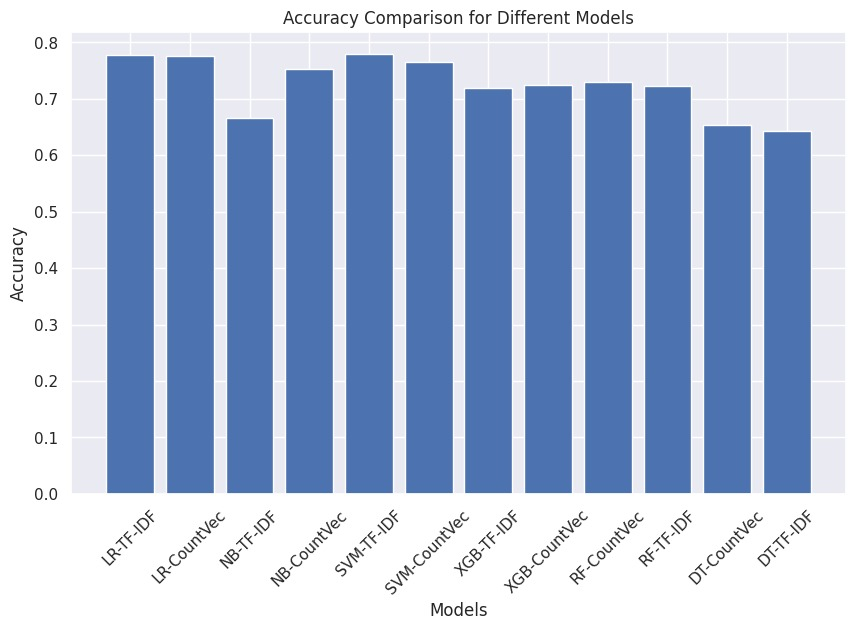 Accuracy Comparison for Different Models
Accuracy
0.8
0.7
0.6
0.5
0.4
0.3
0.2
0.1
0.0
LR-TF-IDF
LR-CountVec
NB-TF-IDF
NB-CountVec
SVM-TF-IDF
SVM-CountVec
XGB-TF-IDF
XGB-CountVec
RF-CountVec
RF-TF-IDF
DT-CountVec
DT-TF-IDF
Models